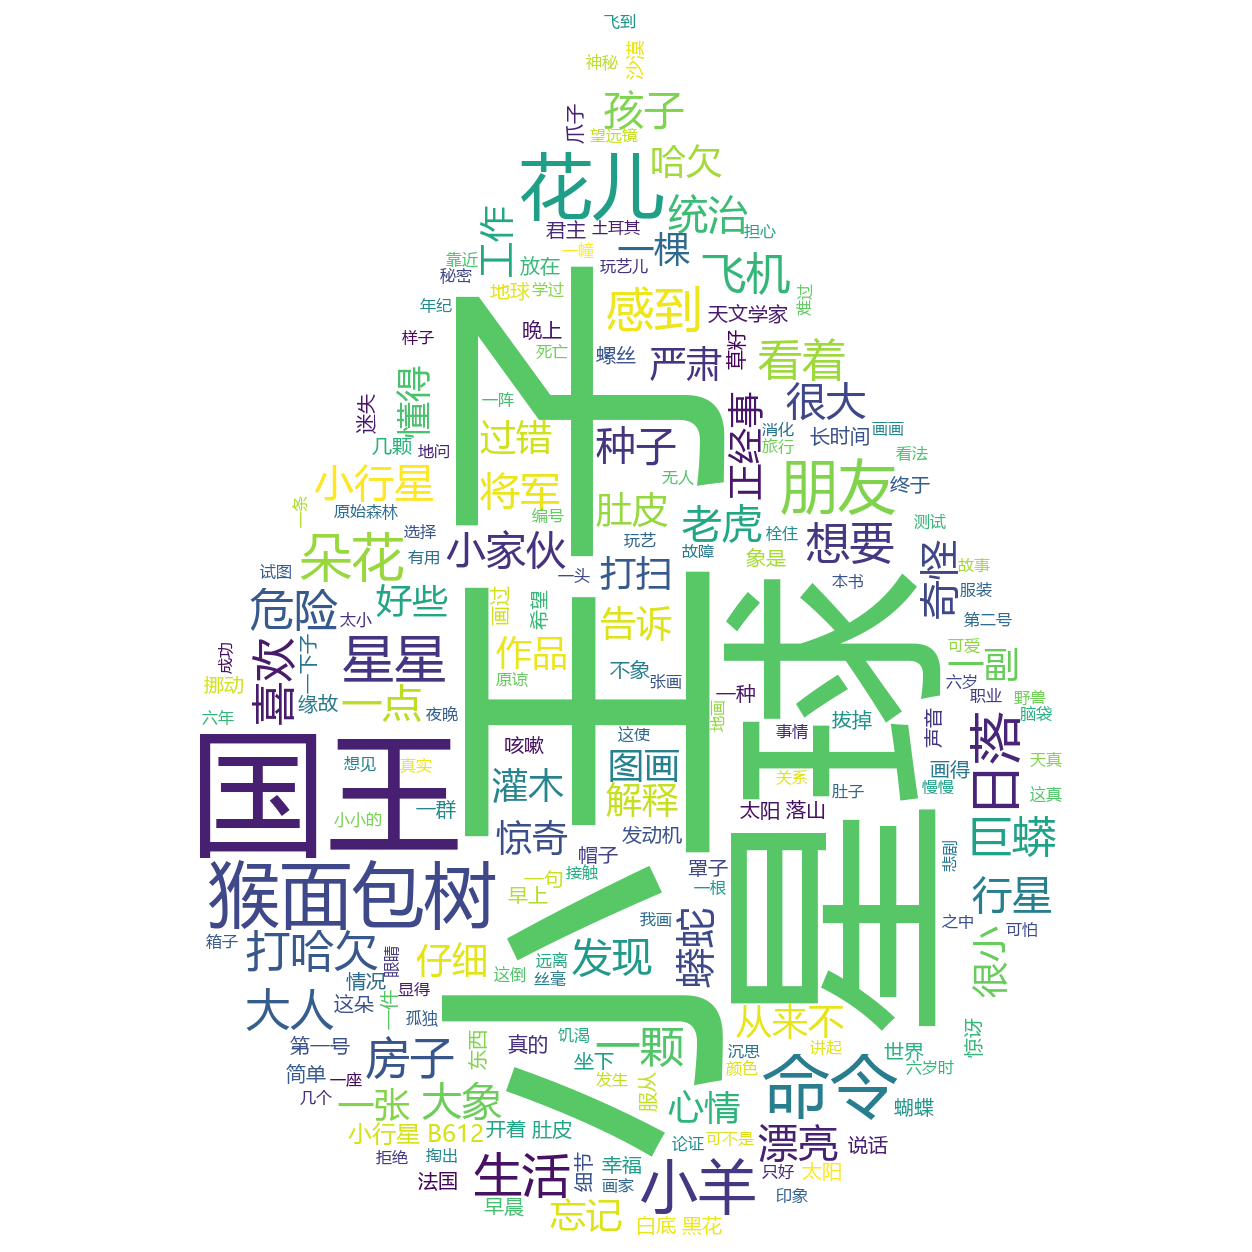 飞到
神秘
沙漠
孩子
爪子
望远镜
花儿
哈欠
统治
工作
君主
土耳其
担心
一幢
一棵
靠近
放在
玩艺儿
飞机
秘密
地球
学过
感到
难过
年纪
天文学家
样子
晚上
死亡
螺丝
严肃
草籽
看着
懂得
一阵
很大
迷失
过错
种子
正经事
消化
画画
几颗
地问
长时间
旅行
看法
小行星
将军
无人
朋友
终于
一条
原始森林
编号
肚皮
老虎
栓住
测试
选择
小家伙
玩艺
故障
想要
朵花
有用
象是
奇怪
故事
试图
一头
打扫
本书
服装
危险
太小
好些
画过
希望
告诉
第二号
王子
小王子
星球
成功
喜欢
一下子
星星
作品
不象
可爱
一副
挪动
原谅
张画
一种
六岁
职业
野兽
六年
缘故
一点
夜晚
地画
拔掉
声音
脑袋
国王
想见
真实
咳嗽
这使
事情
日落
天真
灌木
图画
关系
画得
小小的
一群
解释
肚子
慢慢
这真
惊奇
发动机
太阳 落山
巨蟒
猴面包树
帽子
接触
罩子
悲剧
一句
早上
一根
行星
我画
蟒蛇
之中
可怕
箱子
打哈欠
眼睛
仔细
这倒
远离
发现
很小
情况
显得
丝毫
大人
这朵
一件
孤独
从来不
第一号
房子
东西
真的
饥渴
一颗
沉思
讲起
惊讶
简单
坐下
世界
一座
发生
颜色
六岁时
几个
一张
大象
服从
心情
命令
蝴蝶
小行星 B612
开着 肚皮
论证
可不是
漂亮
说话
拒绝
掏出
法国
生活
细节
幸福
小羊
只好
太阳
画家
印象
早晨
忘记
白底 黑花